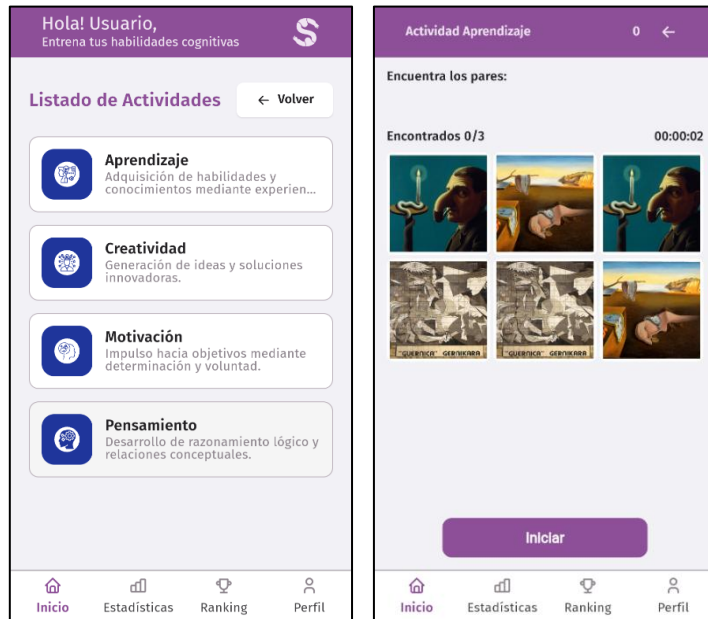 Hola! Usuario,
Entrena tus habilidades cognitivas
Listado de Actividades
← Volver
Aprendizaje
Adquisición de habilidades y
conocimientos mediante experien...
Creatividad
Generación de ideas y soluciones
innovadoras.
Motivación
Impulso hacia objetivos mediante
determinación y voluntad.
Pensamiento
Desarrollo de razonamiento lógico y
relaciones conceptuales.
Inicio Estadísticas Ranking Perfil
Actividad Aprendizaje 0 ←
Encuentra los pares:
Encontrados 0/3 00:00:02
"GUERNICA" GERNIKARA "GUERNICA" GERNIKARA
Iniciar
Inicio Estadísticas Ranking Perfil